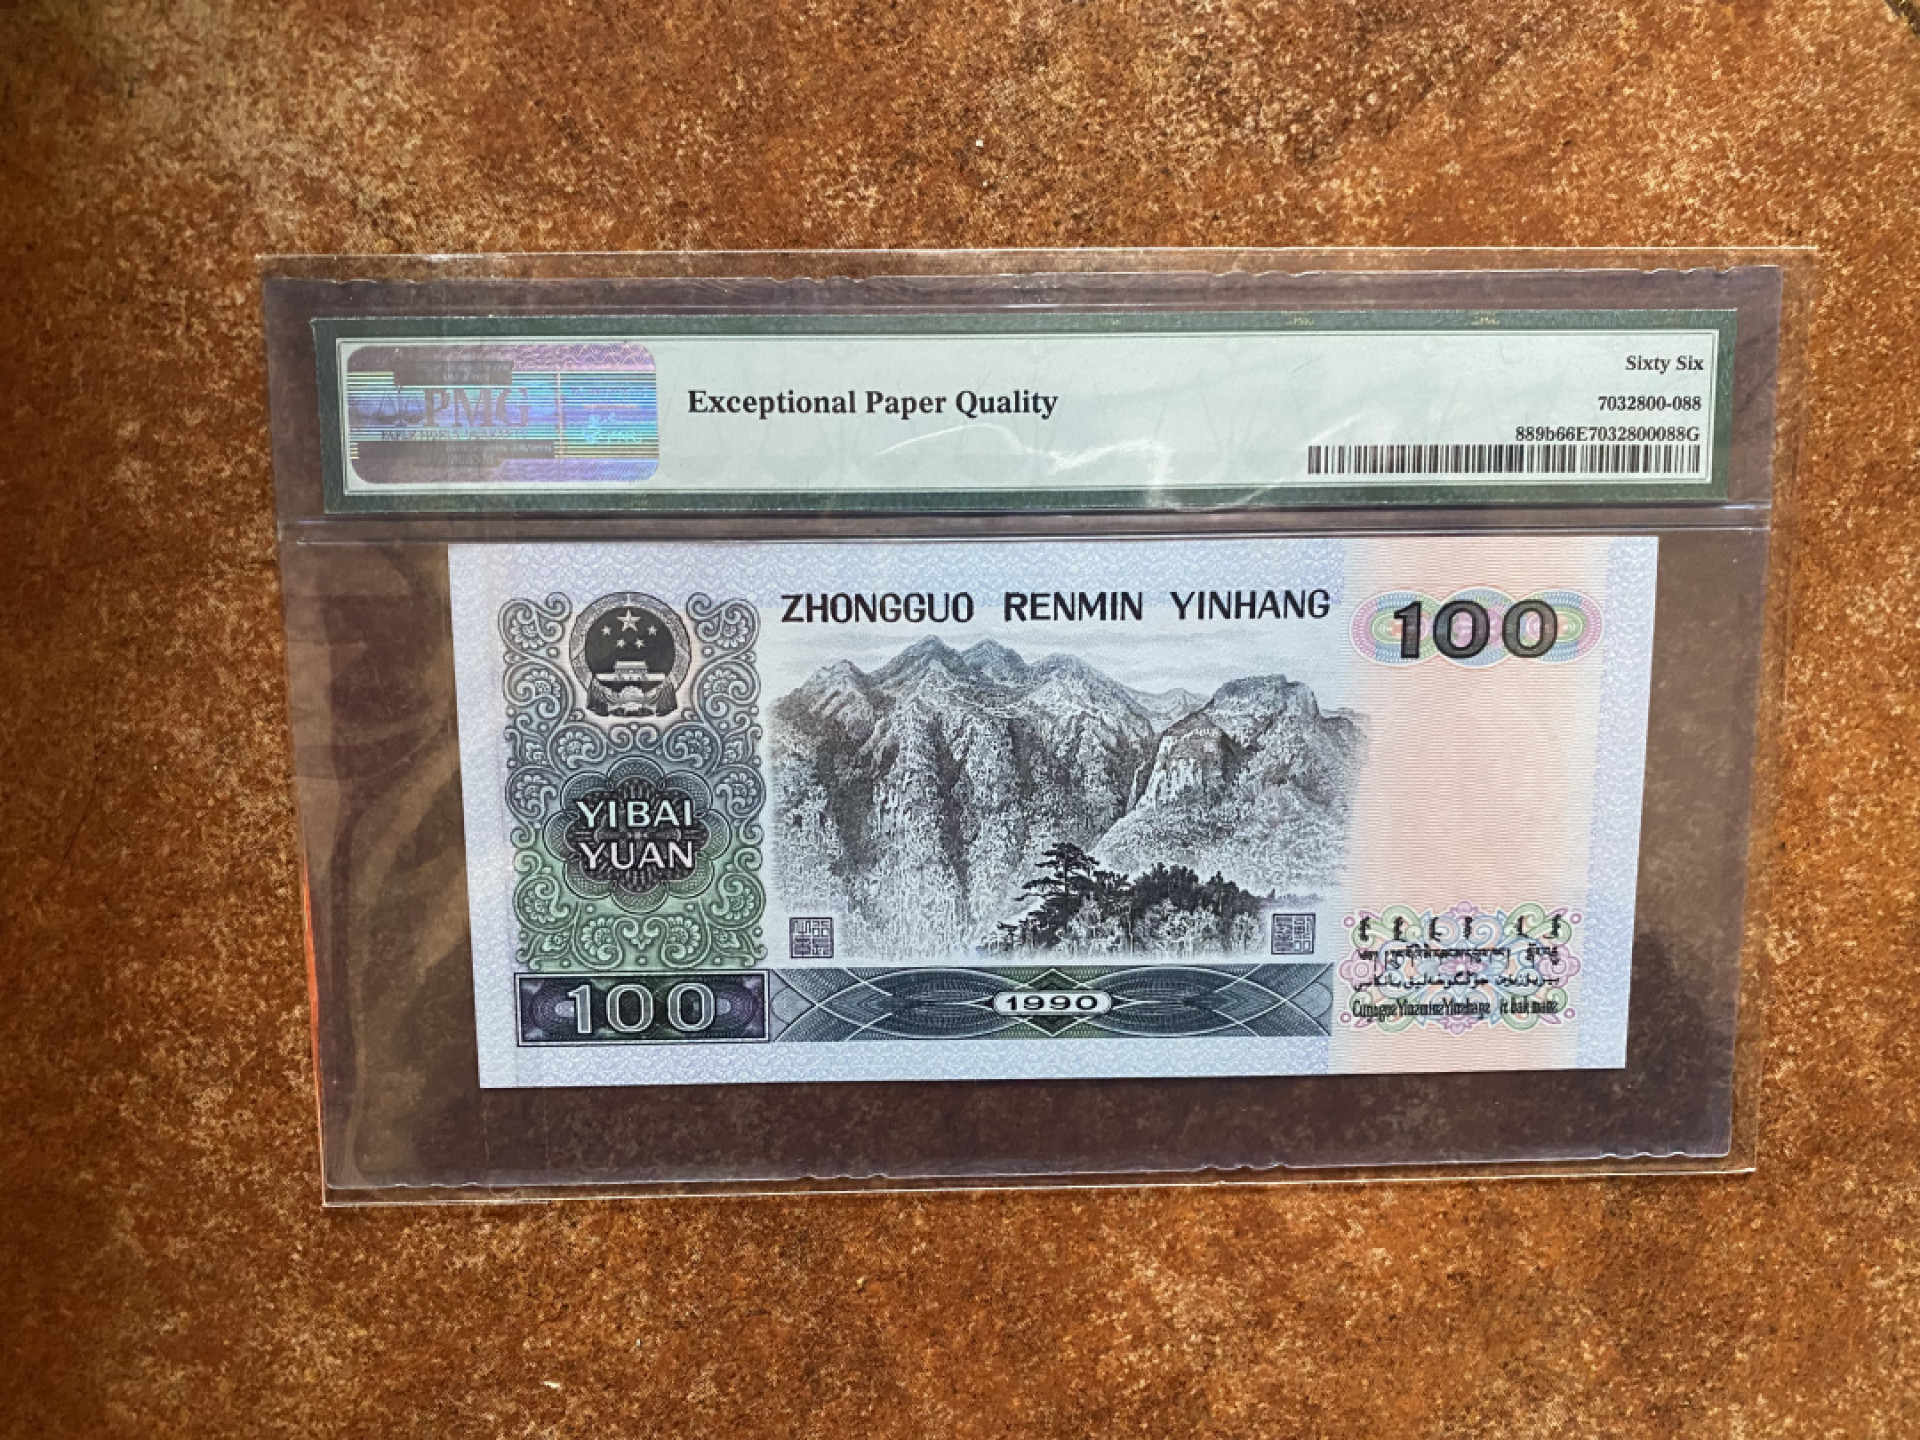 PMG
Exceptional Paper Quality
Sixty Six
7032800-088
889b66E7032800088G
ZHONGGUO RENMIN YINHANG
100
YIBAI
YUAN
100
1990